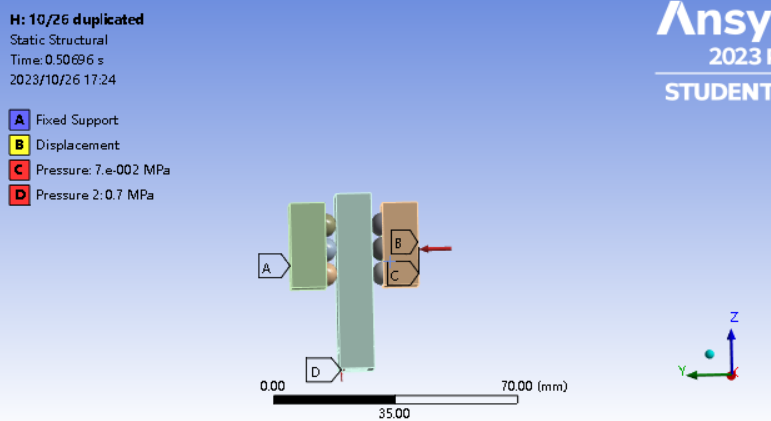 H: 10/26 duplicated
Static Structural
Time: 0.50696 s
2023/10/26 17:24
A Fixed Support
B Displacement
C Pressure: 7.e-002 MPa
D Pressure 2: 0.7 MPa
Ansy
2023
STUDENT
A
B
C
D
0.00 70.00 (mm)
35.00
Z
Y
X